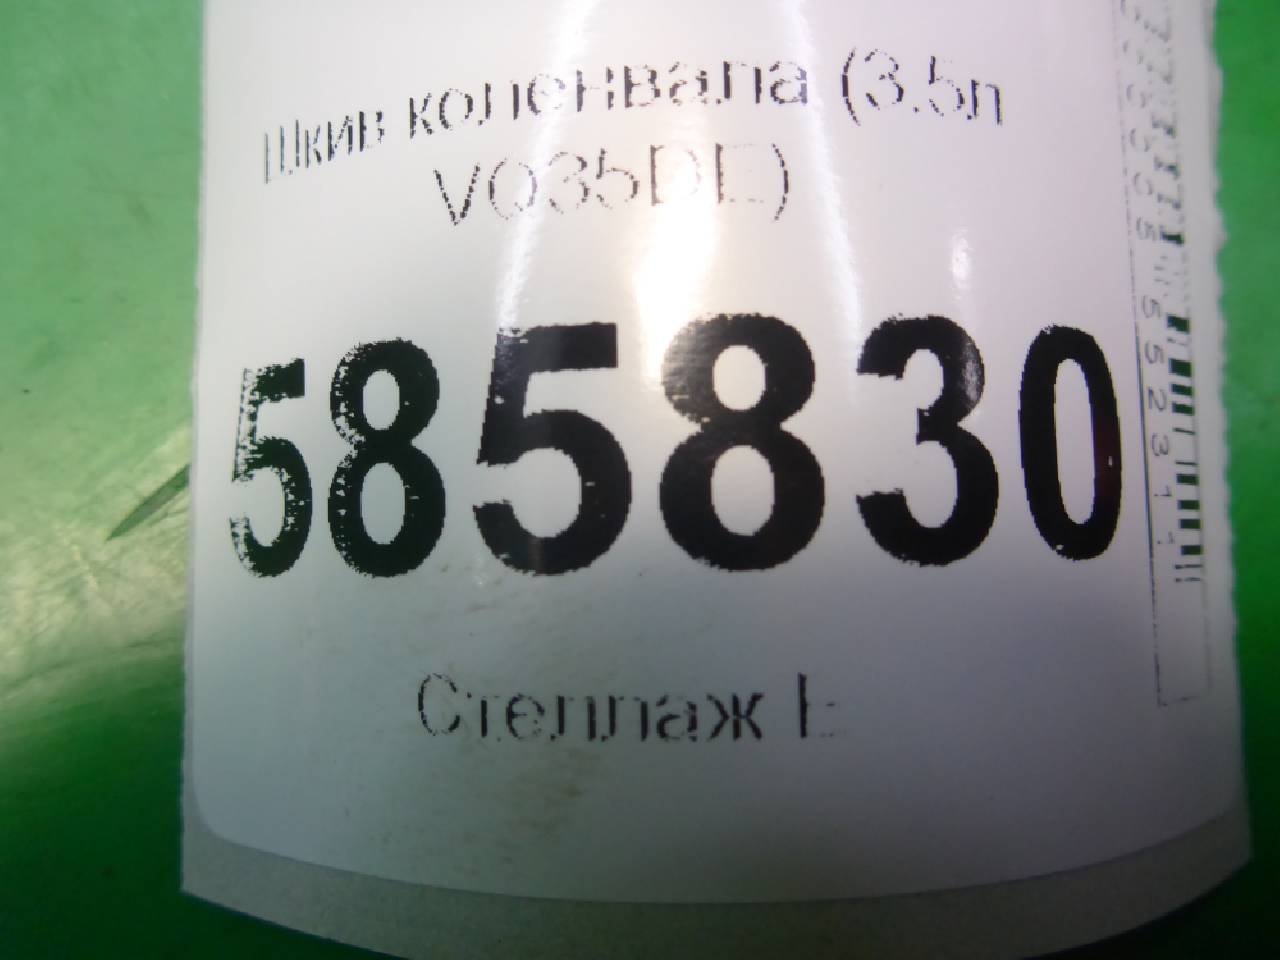 Шкив коленвала (3.5л
VQ35DE)
585830
Стеллаж